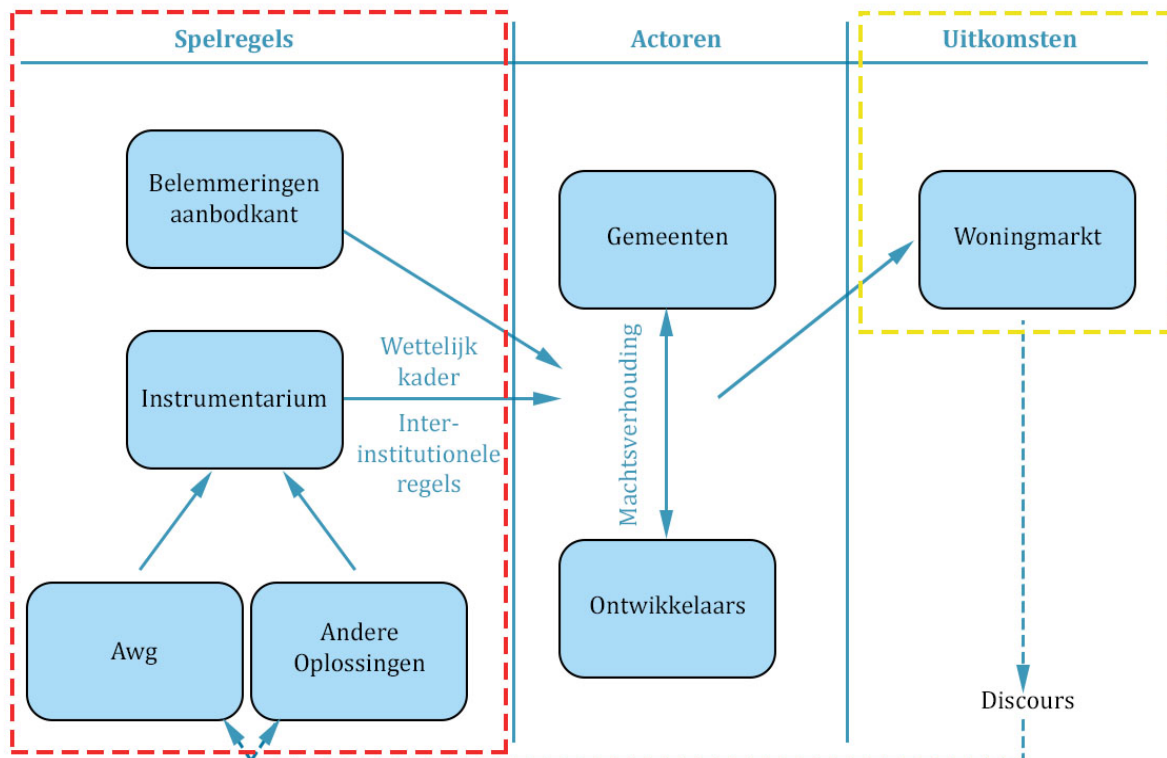 Spelregels
Actoren
Uitkomsten
Belemmeringen
aanbodkant
Gemeenten
Woningmarkt
Instrumentarium
Wettelijk
kader
Inter-
institutionele
regels
Machtsverhouding
Ontwikkelaars
Awg
Andere
Oplossingen
Discours